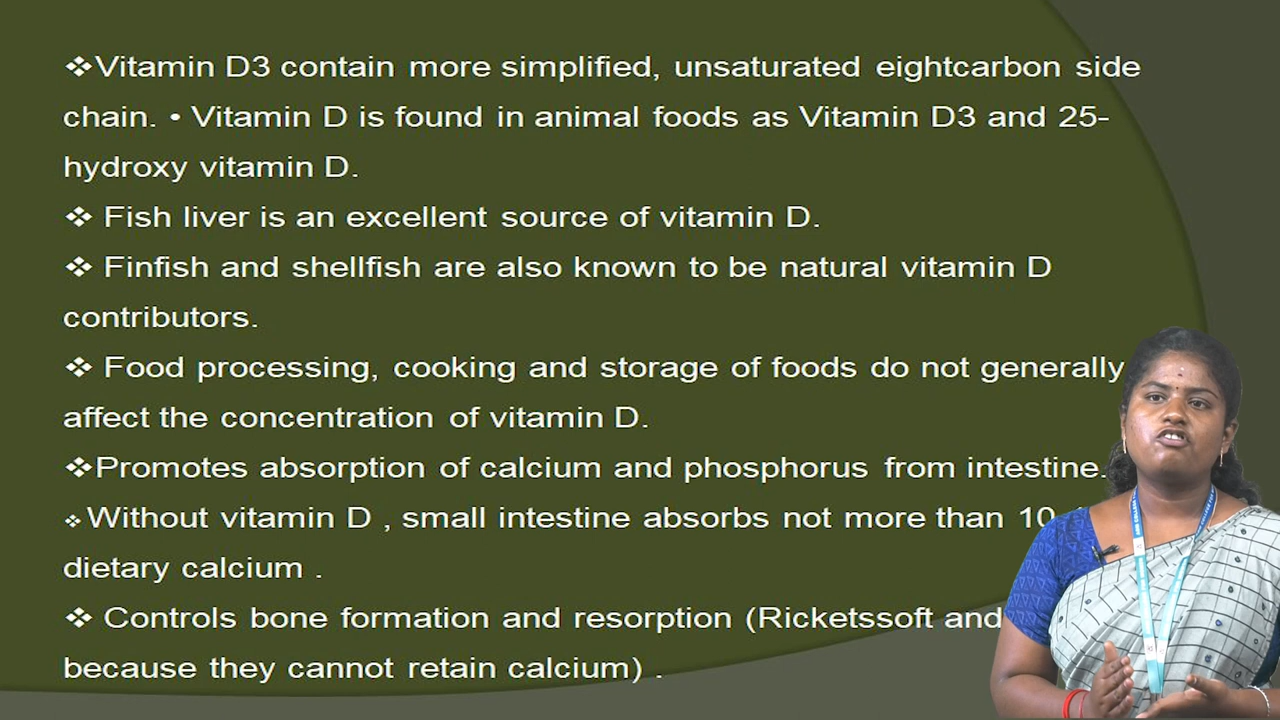 ❖Vitamin D3 contain more simplified, unsaturated eightcarbon side
chain. • Vitamin D is found in animal foods as Vitamin D3 and 25-
hydroxy vitamin D.
❖ Fish liver is an excellent source of vitamin D.
❖ Finfish and shellfish are also known to be natural vitamin D
contributors.
❖ Food processing, cooking and storage of foods do not generally
affect the concentration of vitamin D.
❖Promotes absorption of calcium and phosphorus from intestine.
❖Without vitamin D , small intestine absorbs not more than 10
dietary calcium .
❖ Controls bone formation and resorption (Ricketssoft and
because they cannot retain calcium) .